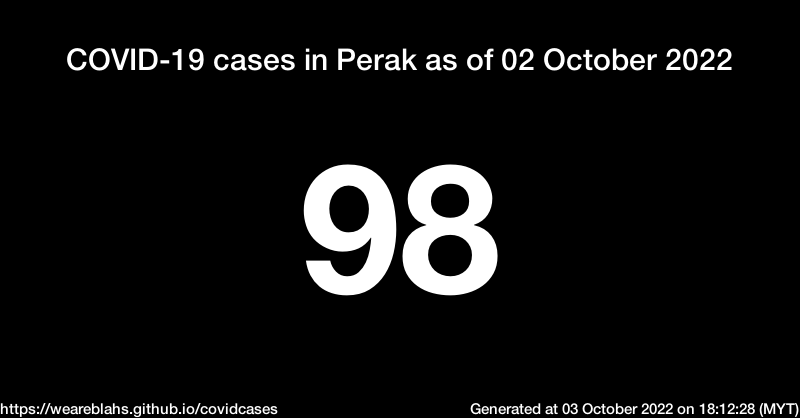 COVID-19 cases in Perak as of 02 October 2022
98
https://weareblahs.github.io/covidcases
Generated at 03 October 2022 on 18:12:28 (MYT)